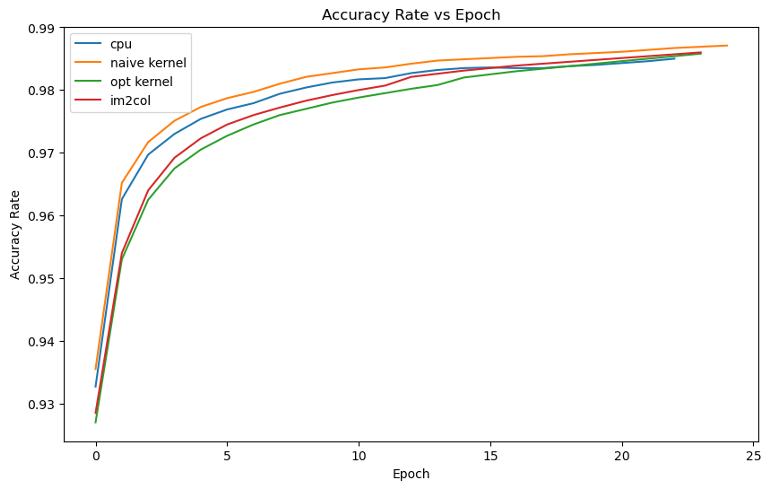 Accuracy Rate vs Epoch
cpu
naive kernel
opt kernel
im2col
Accuracy Rate
0.99
0.98
0.97
0.96
0.95
0.94
0.93
0 5 10 15 20 25
Epoch